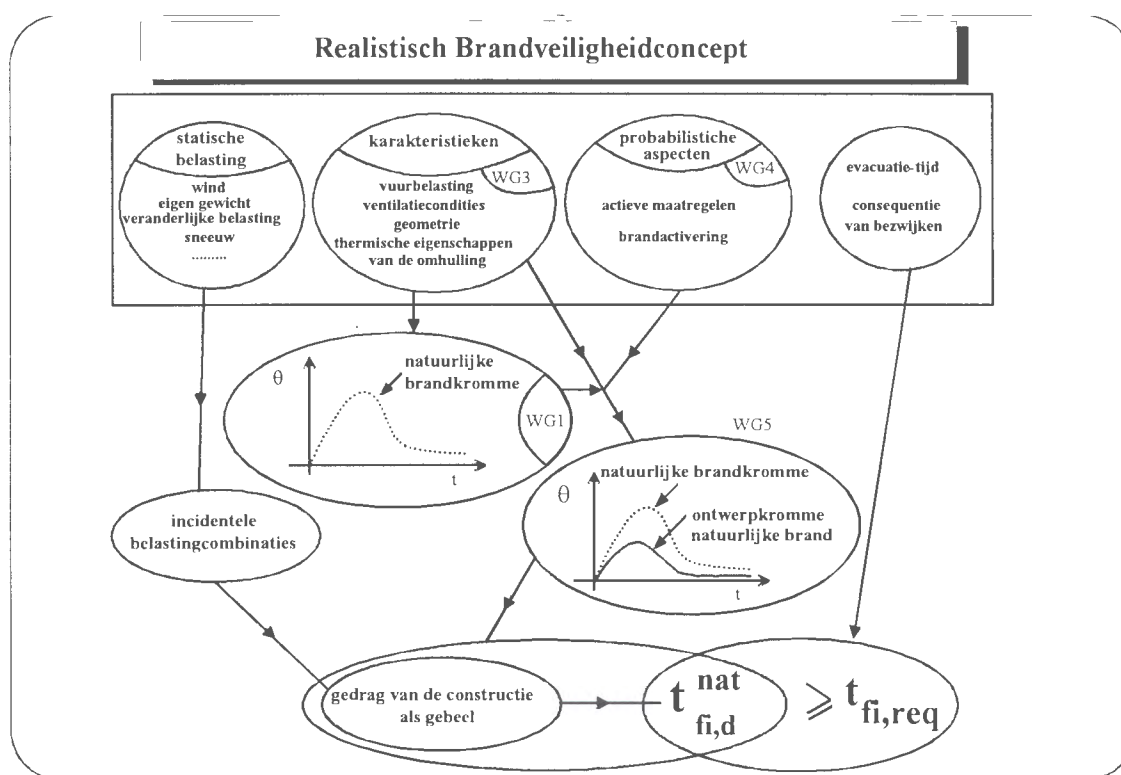 Realistisch Brandveiligheidconcept
statische
belasting
wind
eigen gewicht
veranderlijke belasting
sneeuw
.........
karakteristieken
WG3
vuurbelasting
ventilatiecondities
geometrie
thermische eigenschappen
van de omhulling
probabilistiche
aspecten
WG4
actieve maatregelen
brandactivering
evacuatie-tijd
consequentie
van bezwijken
θ
natuurlijke
brandkromme
WG1
t
WG5
natuurlijke brandkromme
θ
ontwerpkromme
natuurlijke brand
t
incidentele
belastingcombinaties
gedrag van de constructie
als gebeel
t nat fi,d ⩾ t fi,req